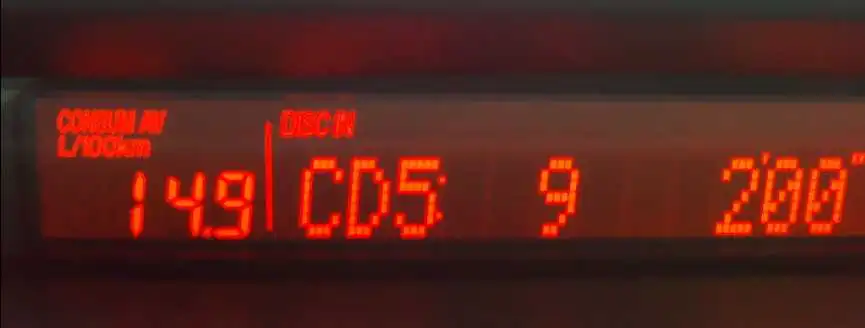 CONSUM AV
L/100km
14.9
DISC IN
CD5 9 2'00"